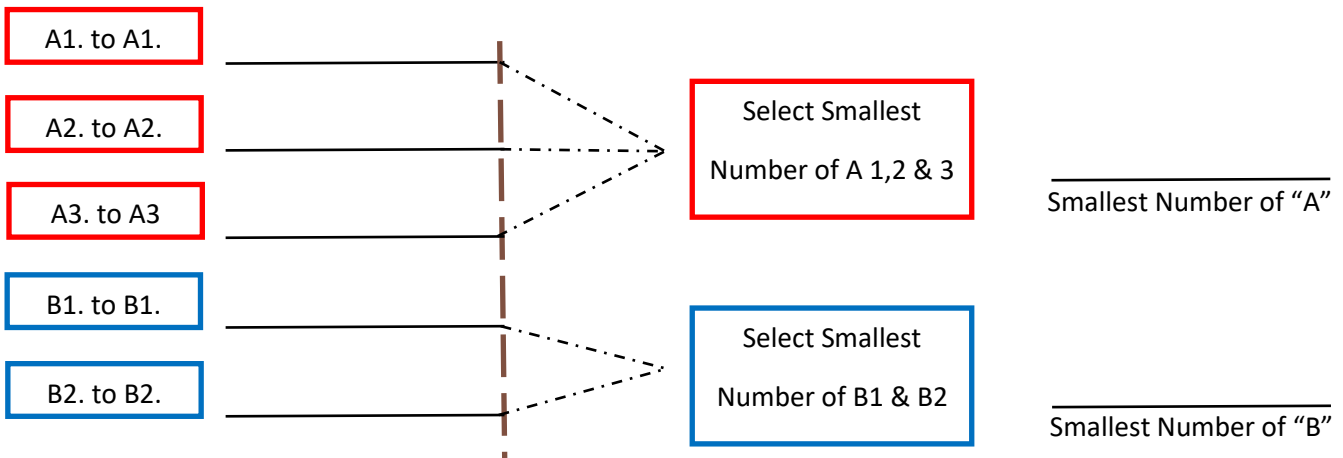 A1. to A1.
A2. to A2.
A3. to A3
B1. to B1.
B2. to B2.
Select Smallest
Number of A 1,2 & 3
Smallest Number of “A”
Select Smallest
Number of B1 & B2
Smallest Number of “B”